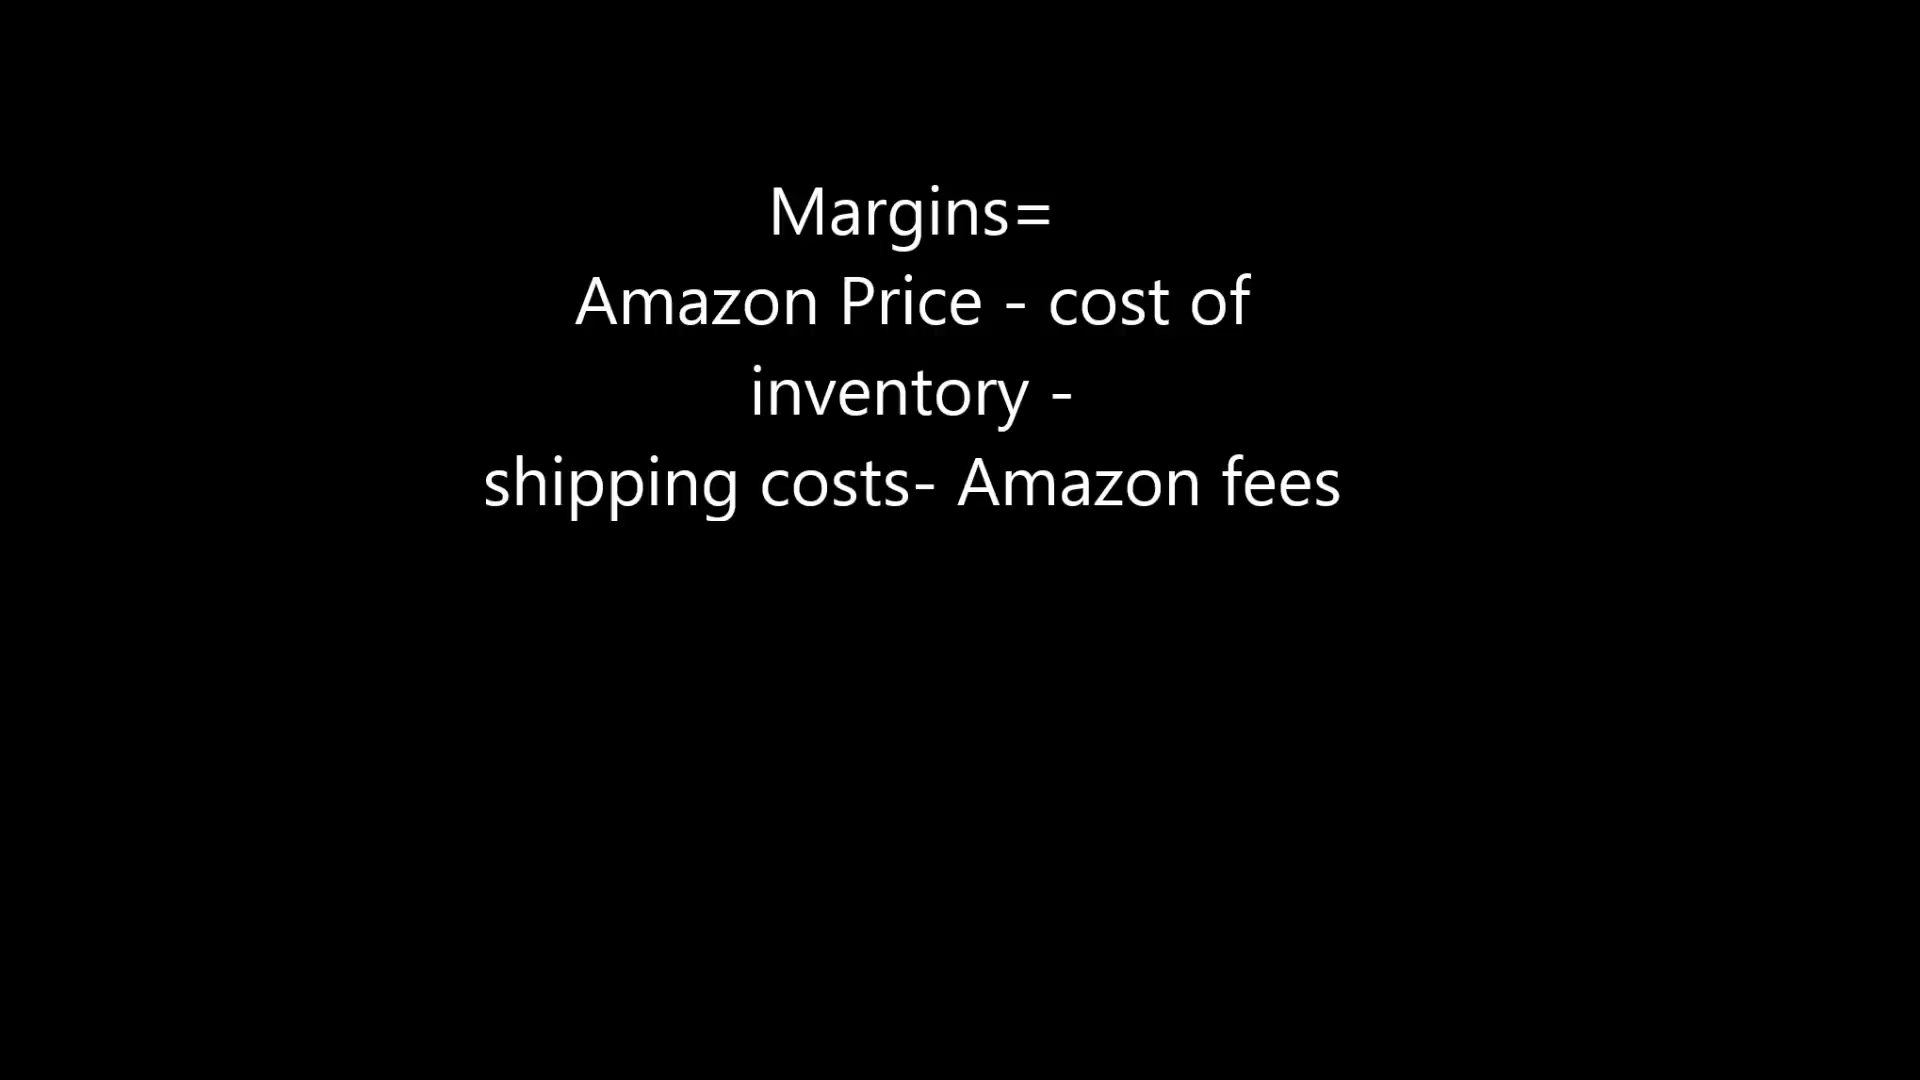 Margins=
Amazon Price - cost of
inventory -
shipping costs- Amazon fees